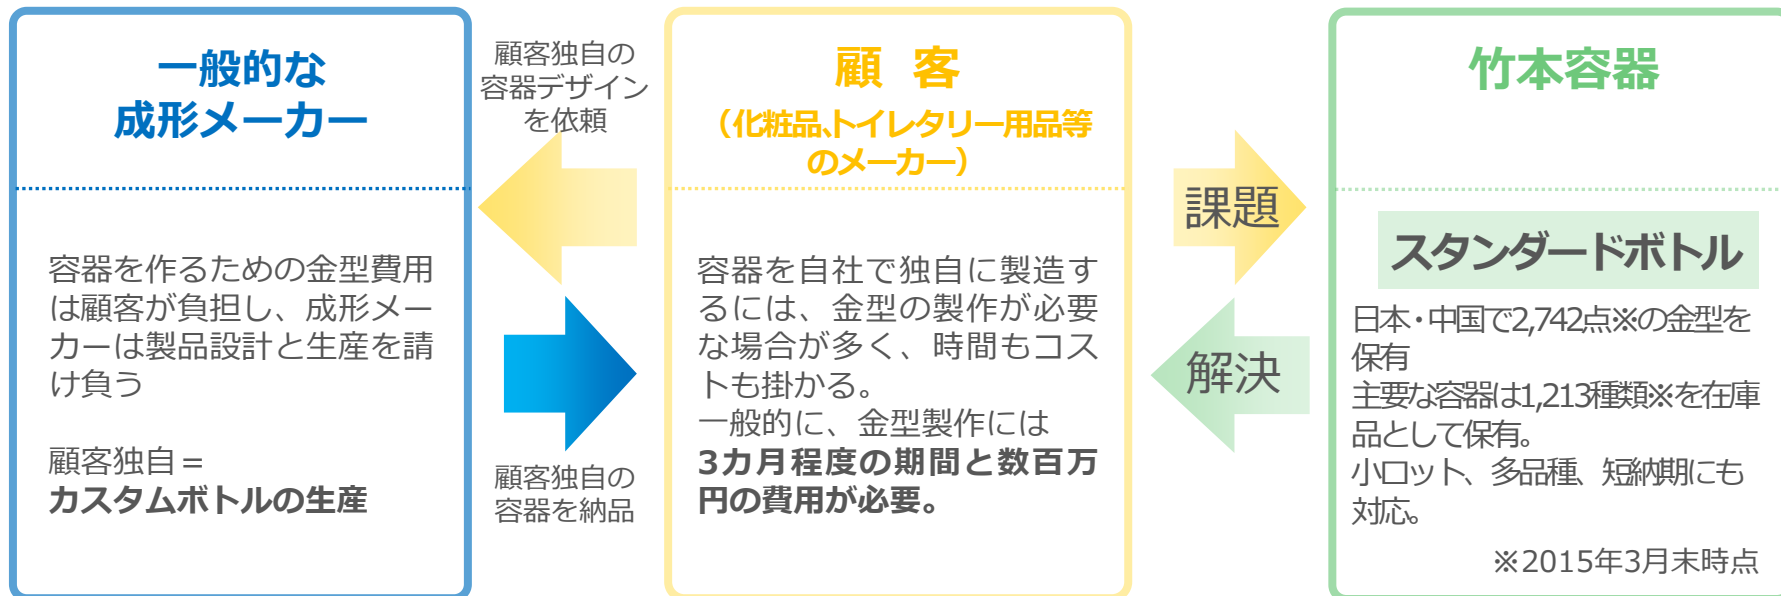 一般的な
成形メーカー
容器を作るための金型費用
は顧客が負担し、成形メー
カーは製品設計と生産を請
け負う
顧客独自＝
カスタムボトルの生産
顧客独自の
容器デザイン
を依頼
顧客独自の
容器を納品
顧 客
（化粧品、トイレタリー用品等
のメーカー）
容器を自社で独自に製造す
るには、金型の製作が必要
な場合が多く、時間もコス
トも掛かる。
一般的に、金型製作には
3カ月程度の期間と数百万
円の費用が必要。
課題
解決
竹本容器
スタンダードボトル
日本・中国で2,742点※の金型を
保有
主要な容器は1,213種類※を在庫
品として保有。
小ロット、多品種、短納期にも
対応。
※2015年3月末時点